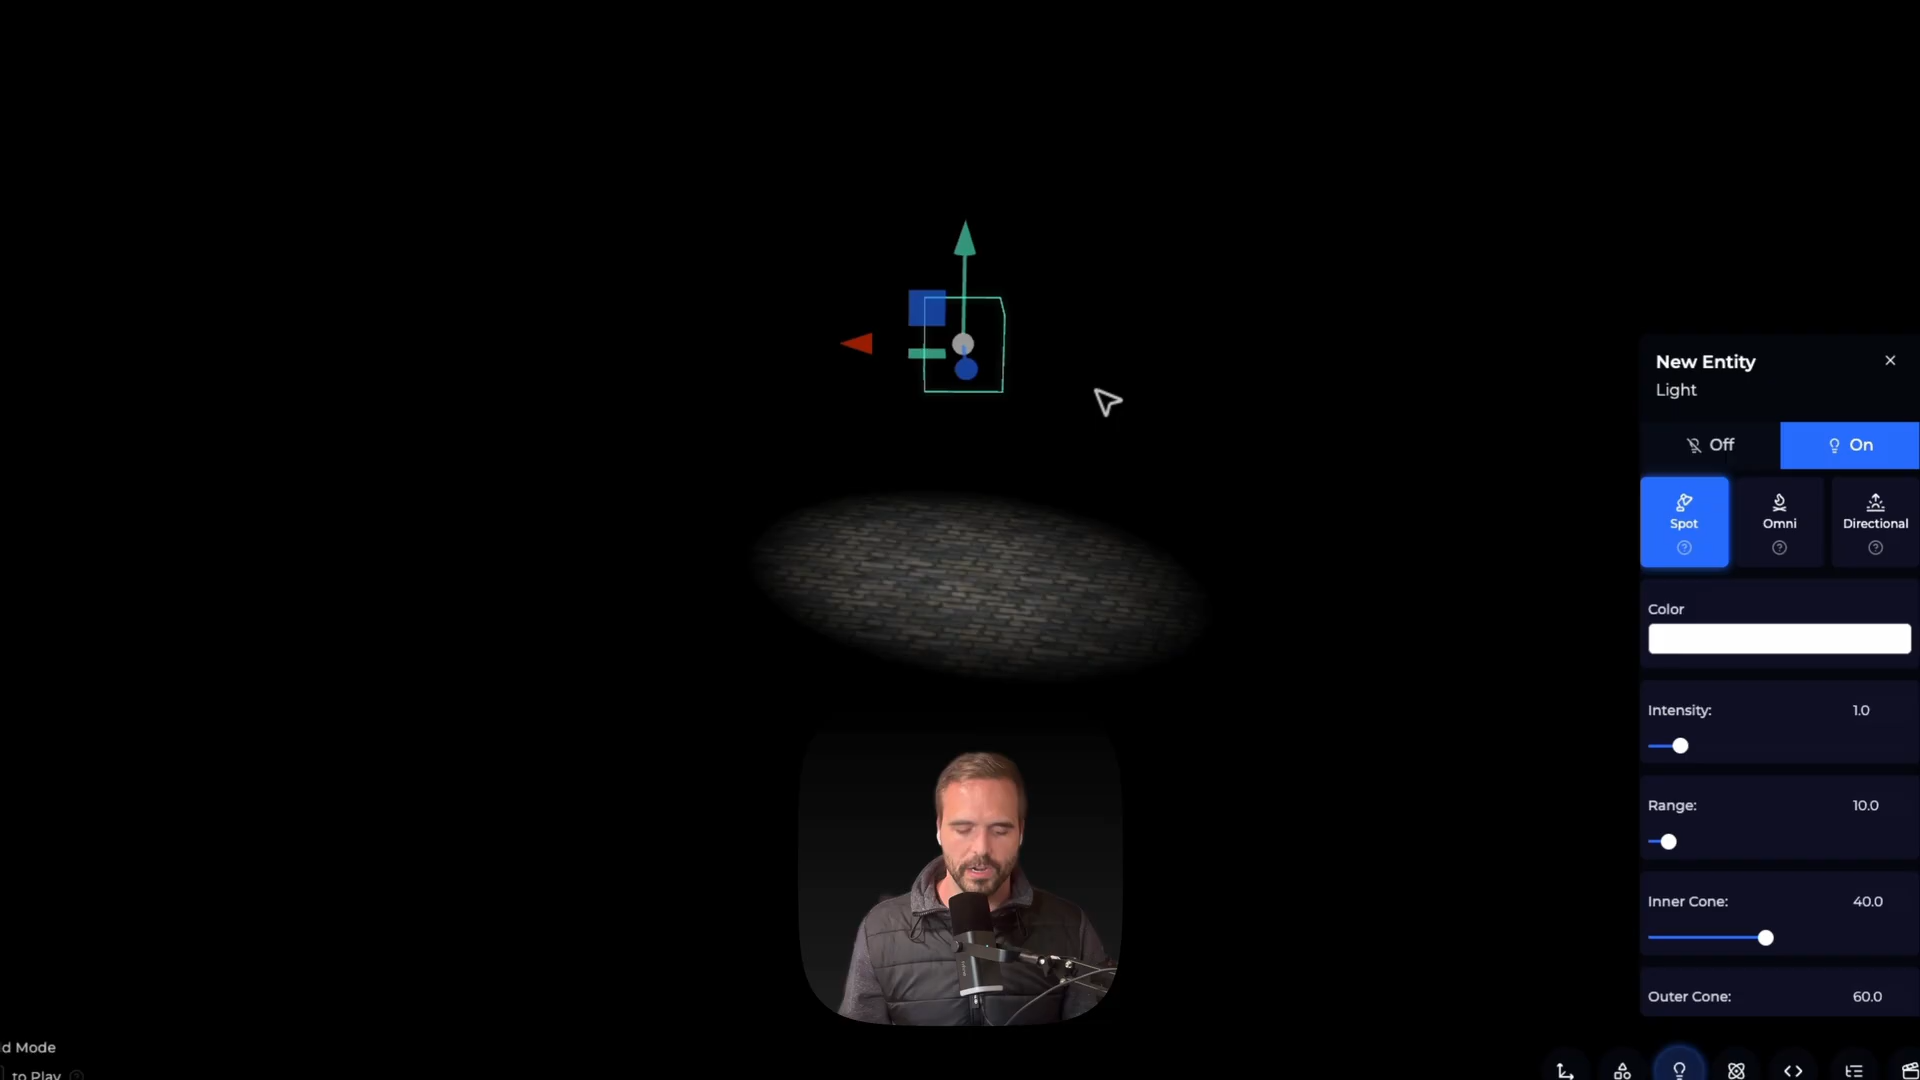 New Entity
Light
Off
On
Spot
Omni
Directional
Color
Intensity: 1.0
Range: 10.0
Inner Cone: 40.0
Outer Cone: 60.0
d Mode
to Play